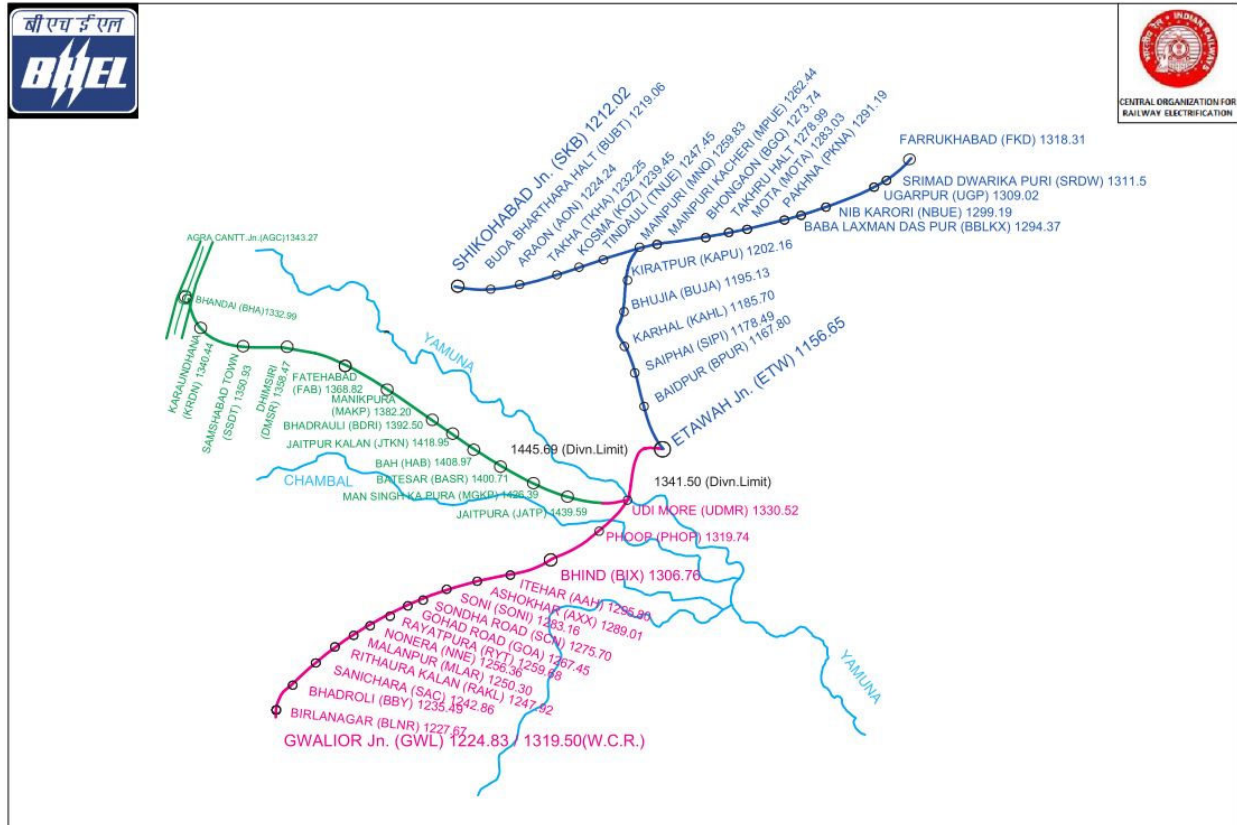 बी एच ई एल
BHEL
भारतीय रेल
INDIAN RAILWAYS
CENTRAL ORGANIZATION FOR
RAILWAY ELECTRIFICATION
SHIKOHABAD Jn. (SKB) 1212.02
BUDA BHARTHARA HALT (BUBT) 1219.06
ARAON (AON) 1224.24
TAKHA (TKHA) 1232.25
KOSMA (KOZ) 1239.45
TINDAULI (TNUE) 1247.45
MAINPURI (MNQ) 1259.83
MAINPURI KACHERI (MPUE) 1262.44
BHONGAON (BGQ) 1273.74
TAKHRU HALT 1278.99
MOTA (MOTA) 1283.03
PAKHNA (PKNA) 1291.19
FARRUKHABAD (FKD) 1318.31
SRIMAD DWARIKA PURI (SRDW) 1311.5
UGARPUR (UGP) 1309.02
NIB KARORI (NBUE) 1299.19
BABA LAXMAN DAS PUR (BBLKX) 1294.37
KIRATPUR (KAPU) 1202.16
BHUJIA (BUJA) 1195.13
KARHAL (KAHL) 1185.70
SAIPHAI (SIPI) 1178.49
BAIDPUR (BPUR) 1167.80
ETAWAH Jn. (ETW) 1156.65
AGRA CANTT.Jn.(AGC)1343.27
BHANDAI (BHA)1332.99
KARAUNDHANA
(KRDN) 1340.44
SAMSHABAD TOWN
(SSDT) 1350.93
DHIMSIRI
(DMSR) 1358.47
FATEHABAD
(FAB) 1368.82
MANIKPURA
(MAKP) 1382.20
BHADRAULI (BDRI) 1392.50
JAITPUR KALAN (JTKN) 1418.95
BAH (HAB) 1408.97
BATESAR (BASR) 1400.71
MAN SINGH KA PURA (MGKP) 1426.39
JAITPURA (JATP) 1439.59
YAMUNA
CHAMBAL
1445.69 (Divn.Limit)
1341.50 (Divn.Limit)
UDI MORE (UDMR) 1330.52
PHOOP (PHOP) 1319.74
BHIND (BIX) 1306.76
ITEHAR (AAH) 1295.80
ASHOKHAR (AXX) 1289.01
SONI (SONI) 1283.16
SONDHA ROAD (SCN) 1275.70
GOHAD ROAD (GOA) 1267.45
RAYATPURA (RYT) 1259.68
NONERA (NNE) 1256.36
MALANPUR (MLAR) 1250.30
RITHAURA KALAN (RAKL) 1247.92
SANICHARA (SAC) 1242.86
BHADROLI (BBY) 1235.49
BIRLANAGAR (BLNR) 1227.67
GWALIOR Jn. (GWL) 1224.83 / 1319.50(W.C.R.)
YAMUNA